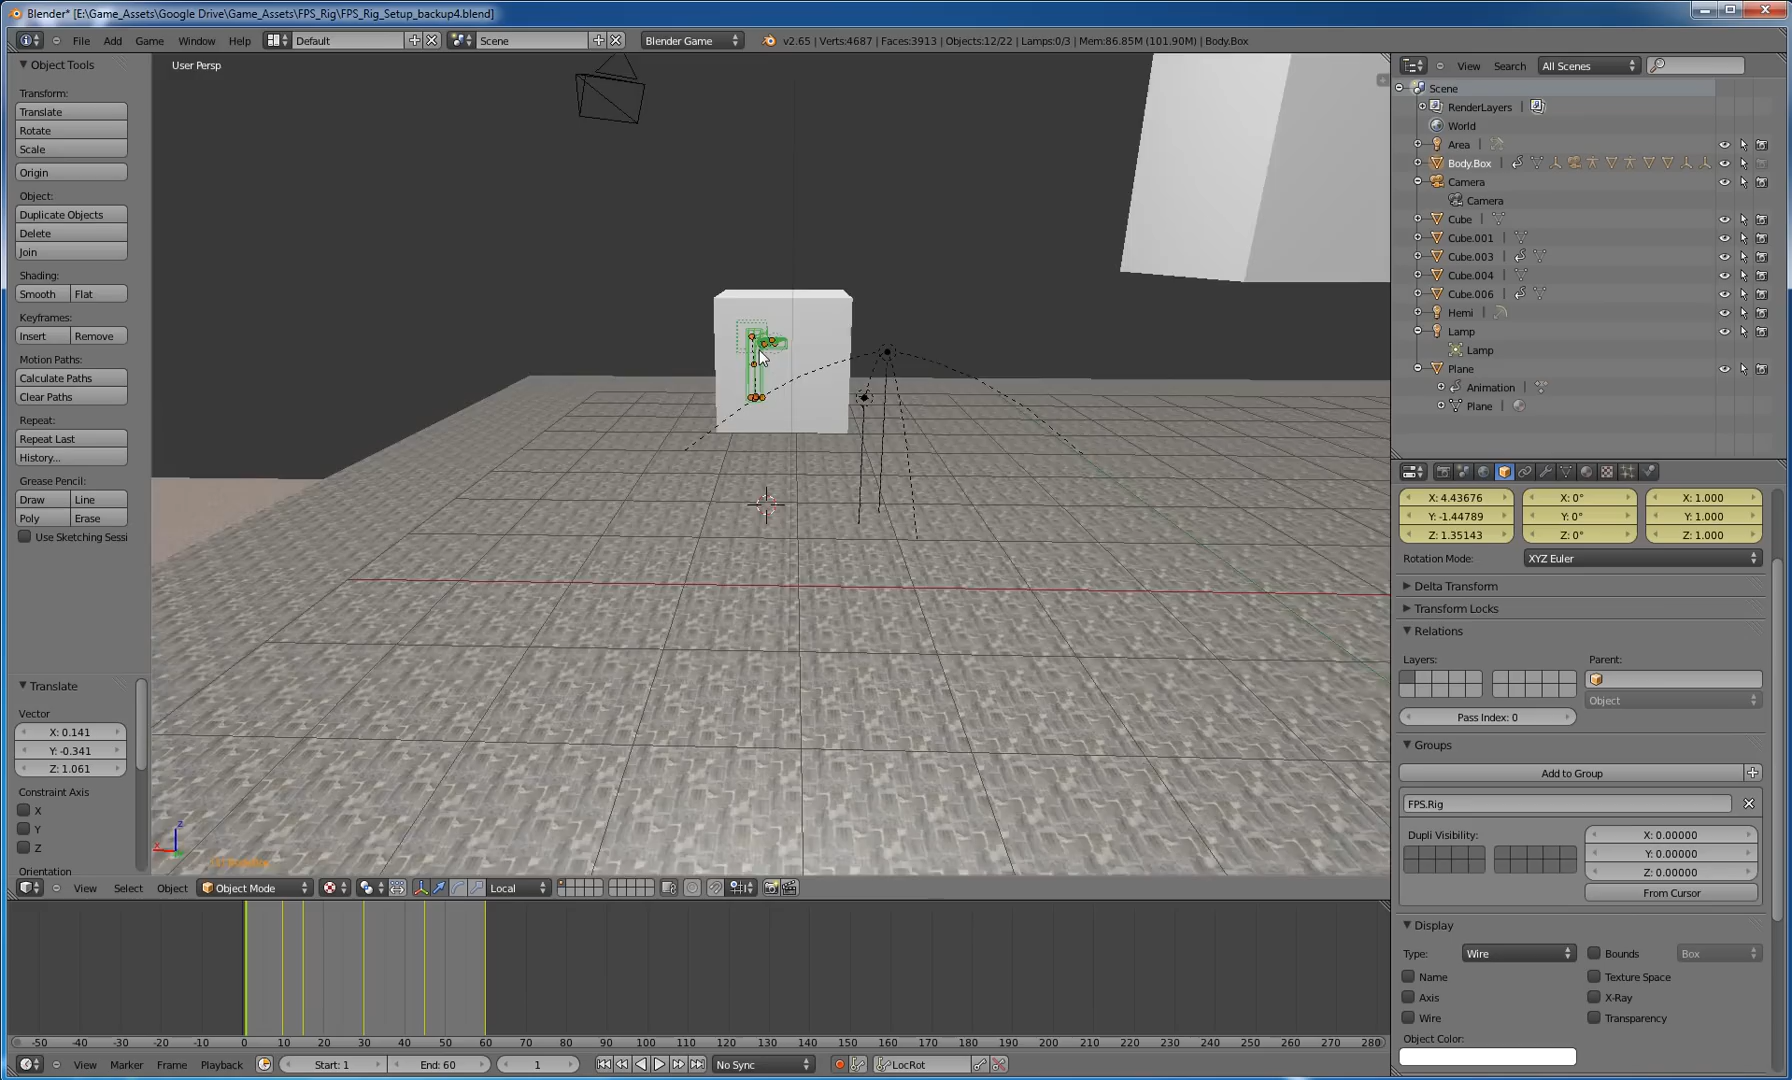 Blender* [E:\Game_Assets\Google Drive\Game_Assets\FPS_Rig\FPS_Rig_Setup_backup4.blend]
File Add Game Window Help Default Scene Blender Game v2.65 | Verts:4687 | Faces:3913 | Objects:12/22 | Lamps:0/3 | Mem:86.85M (101.90M) | Body.Box
Object Tools
Transform:
Translate
Rotate
Scale
Origin
Object:
Duplicate Objects
Delete
Join
Shading:
Smooth Flat
Keyframes:
Insert Remove
Motion Paths:
Calculate Paths
Clear Paths
Repeat:
Repeat Last
History...
Grease Pencil:
Draw Line
Poly Erase
Use Sketching Sessi
Translate
Vector
X: 0.141
Y: -0.341
Z: 1.061
Constraint Axis
X
Y
Z
Orientation
User Persp
View Search All Scenes
Scene
RenderLayers |
World
Area |
Body.Box |
Camera
Camera
Cube |
Cube.001 |
Cube.003 |
Cube.004 |
Cube.006 |
Hemi |
Lamp
Lamp
Plane
Animation |
Plane |
X: 4.43676 X: 0° X: 1.000
Y: -1.44789 Y: 0° Y: 1.000
Z: 1.35143 Z: 0° Z: 1.000
Rotation Mode: XYZ Euler
Delta Transform
Transform Locks
Relations
Layers: Parent:
Object
Pass Index: 0
Groups
Add to Group
FPS.Rig
Dupli Visibility: X: 0.00000
Y: 0.00000
Z: 0.00000
From Cursor
Display
Type: Wire Bounds Box
Name Texture Space
Axis X-Ray
Wire Transparency
Object Color:
View Select Object Object Mode Local
-50 -40 -30 -20 -10 0 10 20 30 40 50 60 70 80 90 100 110 120 130 140 150 160 170 180 190 200 210 220 230 240 250 260 270 280
View Marker Frame Playback Start: 1 End: 60 1 No Sync LocRot